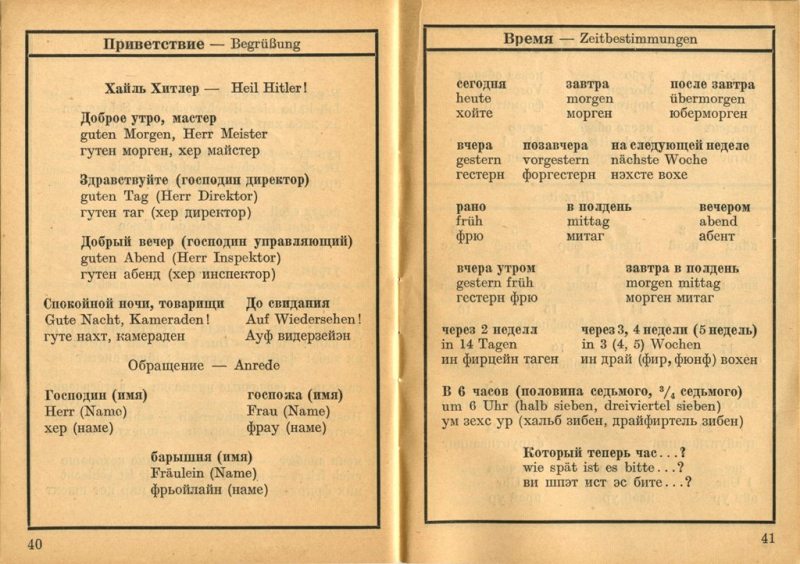 Приветствие — Begrüßung
Хайль Хитлер — Heil Hitler!
Доброе утро, мастер
guten Morgen, Herr Meister
гутен морген, хер майстер
Здравствуйте (господин директор)
guten Tag (Herr Direktor)
гутен таг (хер директор)
Добрый вечер (господин управляющий)
guten Abend (Herr Inspektor)
гутен абенд (хер инспектор)
Спокойной ночи, товарищи До свидания
Gute Nacht, Kameraden! Auf Wiedersehen!
гуте нахт, камераден Ауф видерзейэн
Обращение — Anrede
Господин (имя) госпожа (имя)
Herr (Name) Frau (Name)
хер (наме) фрау (наме)
барышня (имя)
Fräulein (Name)
фрьойлайн (наме)
40
Время — Zeitbestimmungen
сегодня завтра после завтра
heute morgen übermorgen
хойте морген юберморген
вчера позавчера на следующей неделе
gestern vorgestern nächste Woche
гестерн форгестерн нэхсте вохе
рано в полдень вечером
früh mittag abend
фрю митаг абент
вчера утром завтра в полдень
gestern früh morgen mittag
гестерн фрю морген митаг
через 2 неделл через 3, 4 недели (5 недель)
in 14 Tagen in 3 (4, 5) Wochen
ин фирцейн таген ин драй (фир, фюнф) вохен
В 6 часов (половина седьмого, ³/₄ седьмого)
um 6 Uhr (halb sieben, dreiviertel sieben)
ум зехс ур (хальб зибен, драйфиртель зибен)
Который теперь час...?
wie spät ist es bitte...?
ви шпэт ист эс бите...?
41